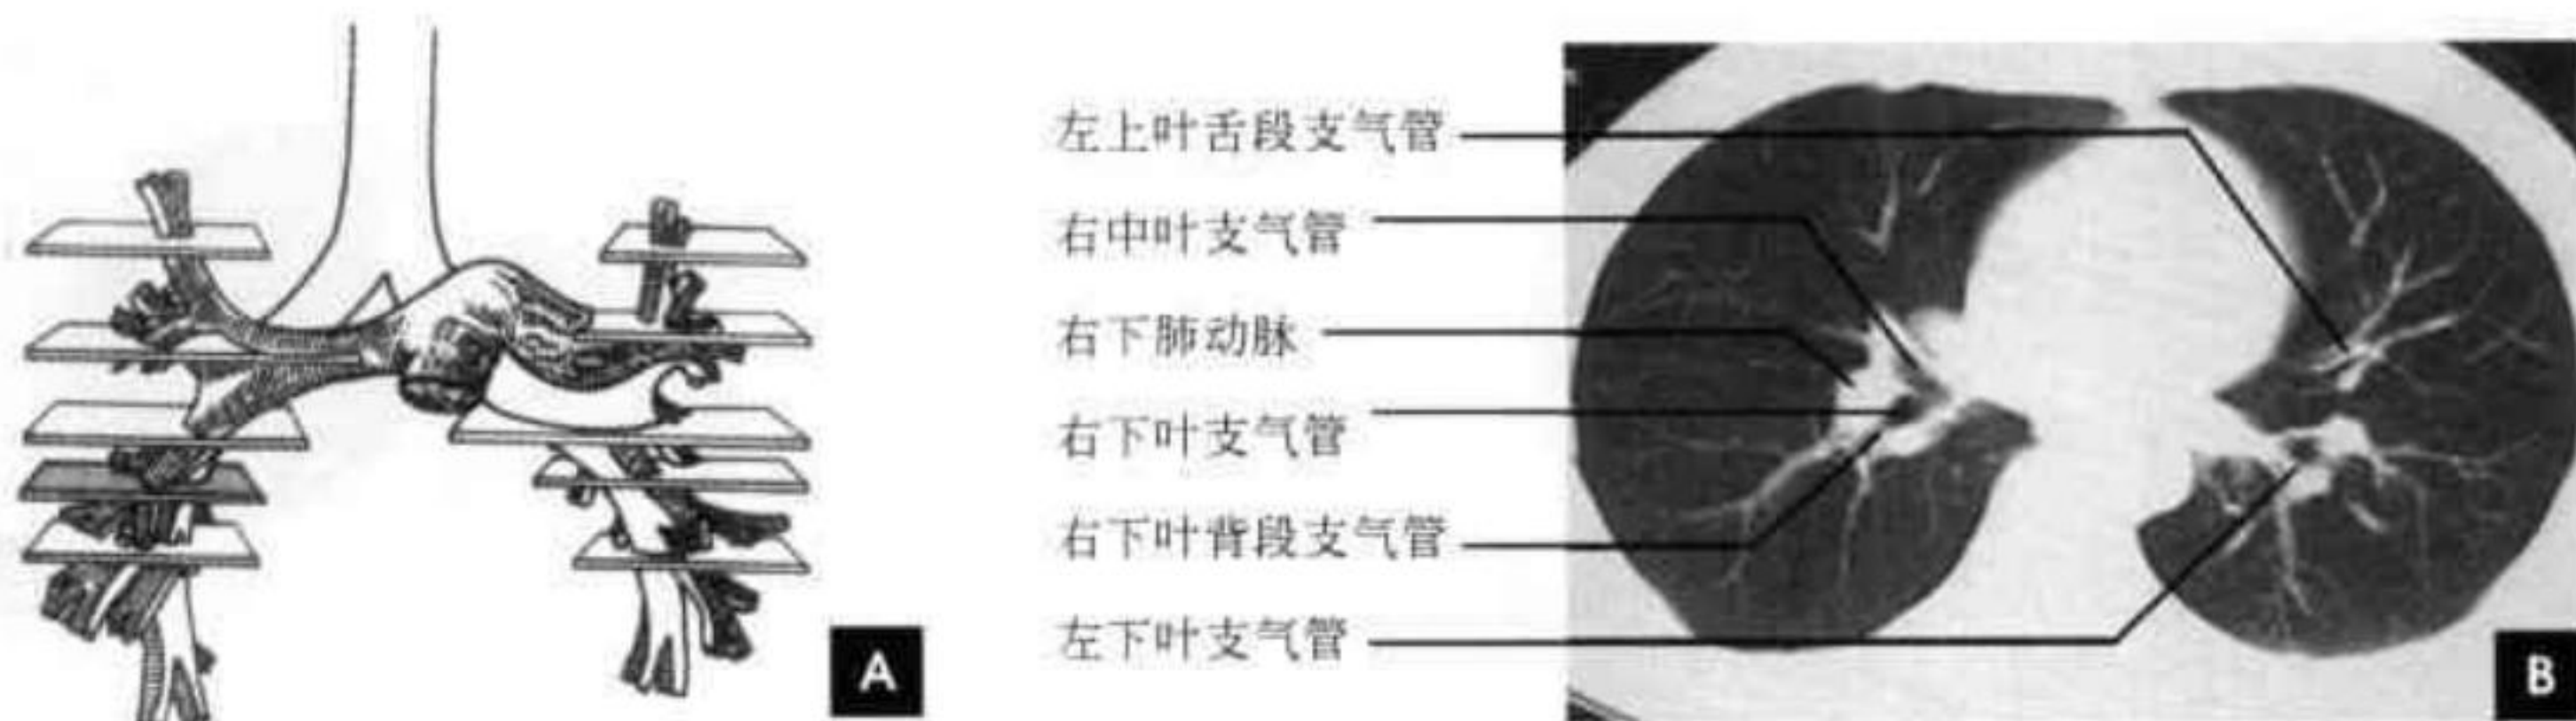 左上叶舌段支气管
右中叶支气管
右下肺动脉
右下叶支气管
右下叶背段支气管
左下叶支气管
A
B